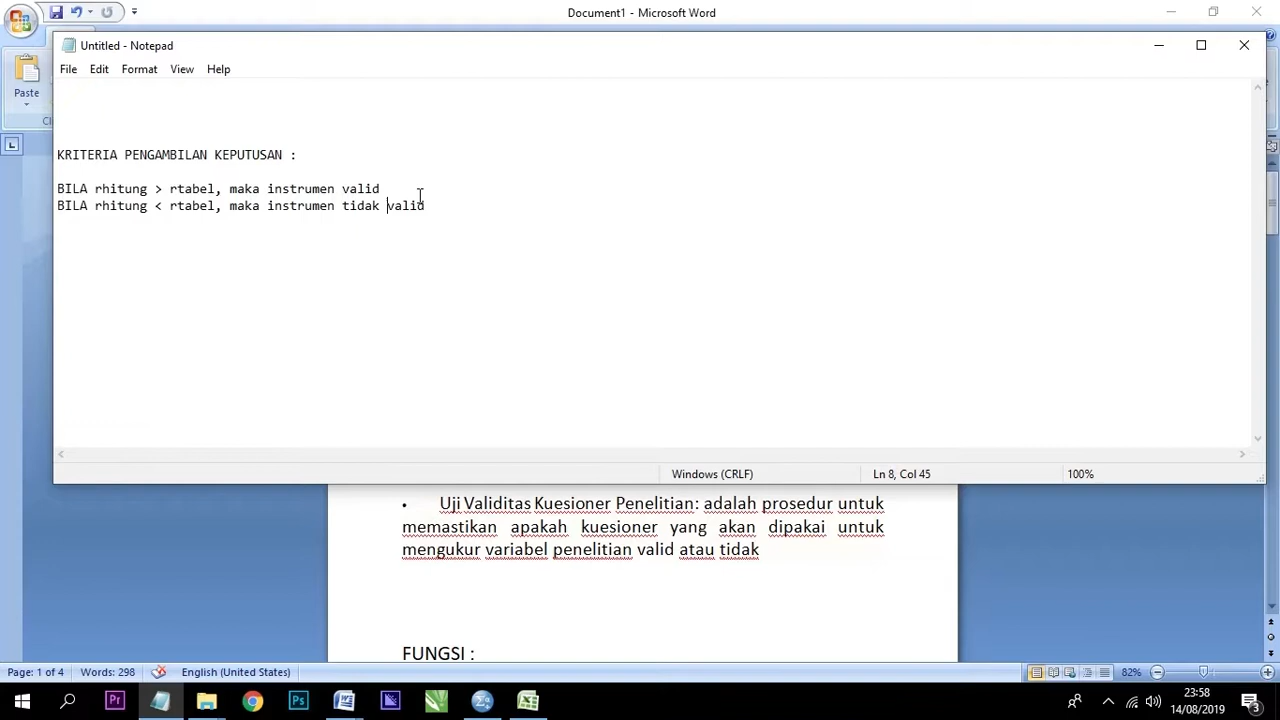 Document1 - Microsoft Word
Untitled - Notepad
File Edit Format View Help
Paste
KRITERIA PENGAMBILAN KEPUTUSAN :
BILA rhitung > rtabel, maka instrumen valid
BILA rhitung < rtabel, maka instrumen tidak valid
Windows (CRLF) Ln 8, Col 45 100%
• Uji Validitas Kuesioner Penelitian: adalah prosedur untuk
memastikan apakah kuesioner yang akan dipakai untuk
mengukur variabel penelitian valid atau tidak
FUNGSI :
Page: 1 of 4 Words: 298 English (United States) 82%
23:58
14/08/2019